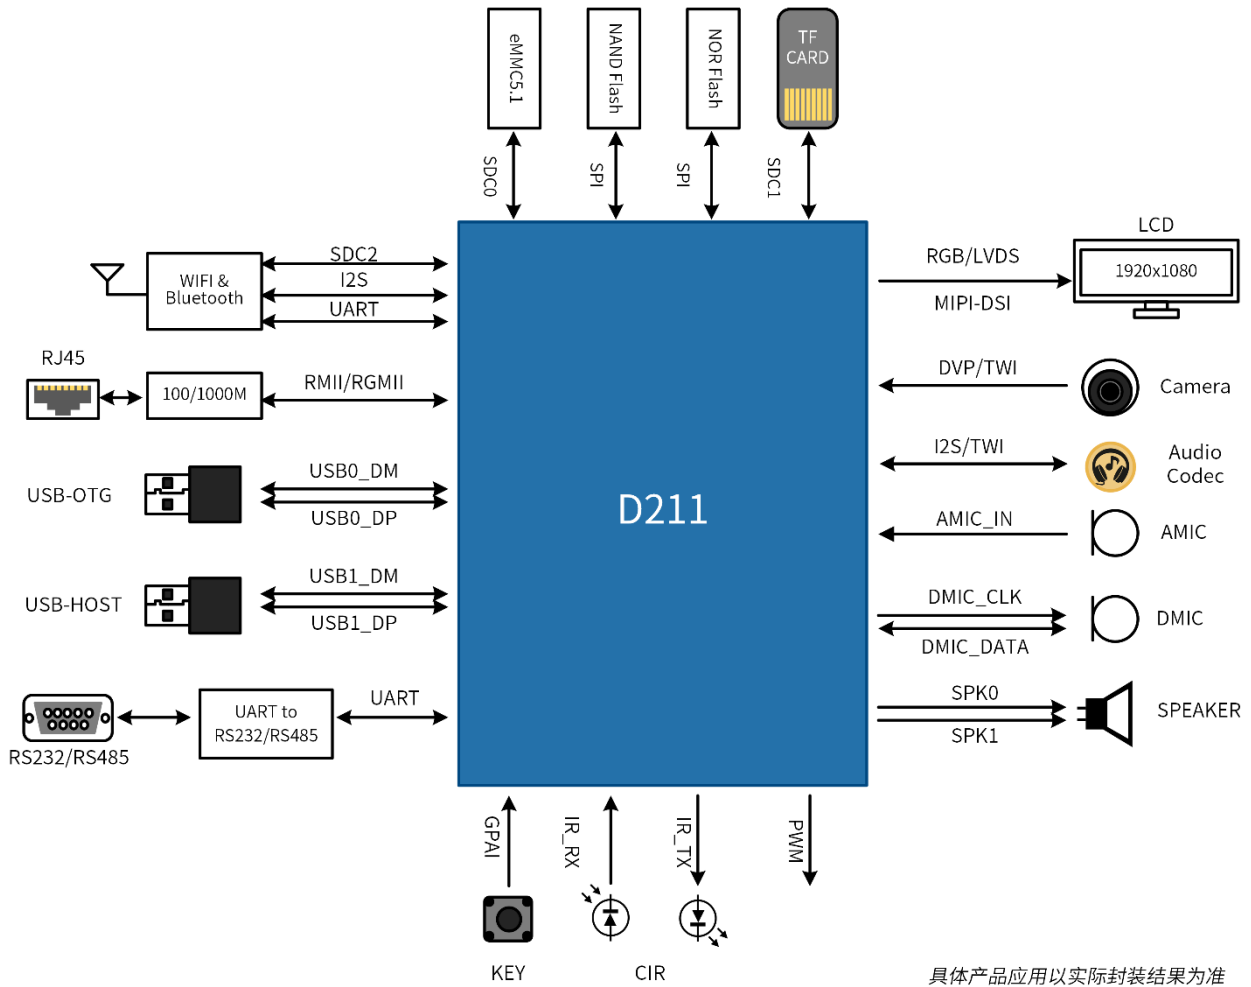 eMMC5.1
NAND Flash
NOR Flash
TF
CARD
SDC0
SPI
SPI
SDC1
WIFI &
Bluetooth
SDC2
I2S
UART
RJ45
100/1000M
RMII/RGMII
USB-OTG
USB0_DM
USB0_DP
USB-HOST
USB1_DM
USB1_DP
RS232/RS485
UART to
RS232/RS485
UART
D211
RGB/LVDS
MIPI-DSI
LCD
1920x1080
DVP/TWI
Camera
I2S/TWI
Audio
Codec
AMIC_IN
AMIC
DMIC_CLK
DMIC_DATA
DMIC
SPK0
SPK1
SPEAKER
GPAI
IR_RX
IR_TX
PWM
KEY
CIR
具体产品应用以实际封装结果为准